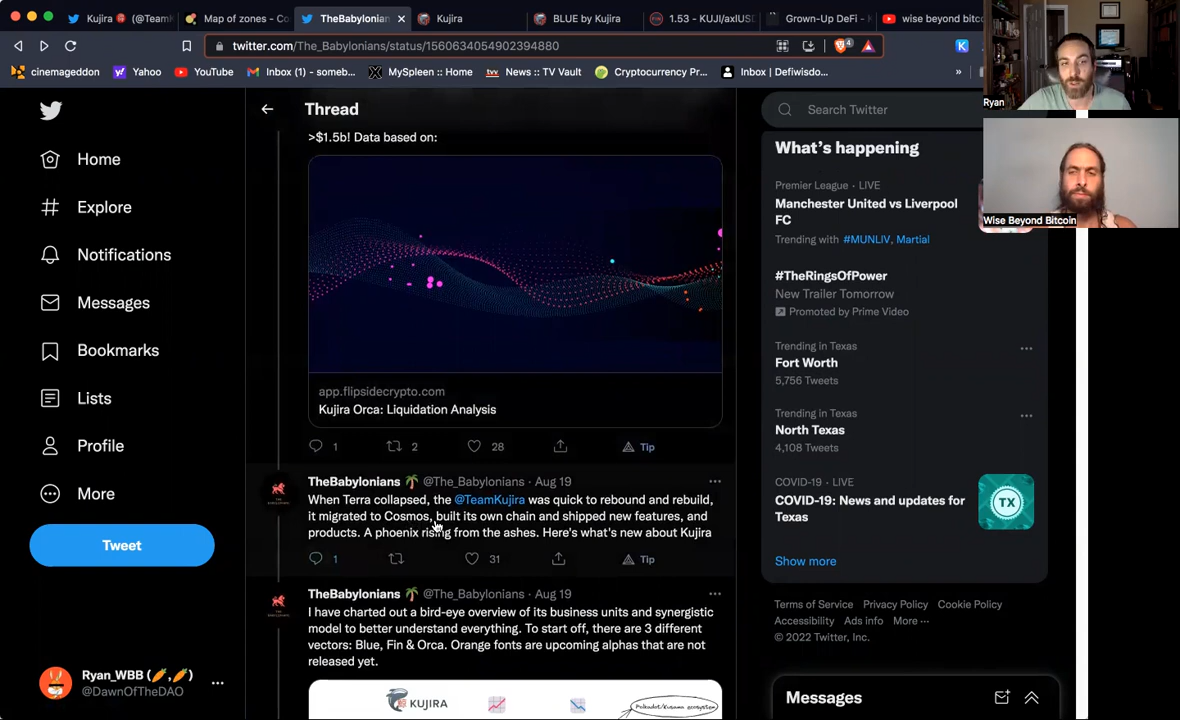 Kujira (@TeamK
Map of zones - Co
TheBabylonian
Kujira
BLUE by Kujira
1.53 - KUJI/axlUSD
Grown-Up DeFi -
wise beyond bitco
twitter.com/The_Babylonians/status/1560634054902394880
4
cinemageddon
Yahoo
YouTube
Inbox (1) - someb...
MySpleen :: Home
News :: TV Vault
Cryptocurrency Pr...
Inbox | Defiwisdo...
»
Home
Explore
Notifications
Messages
Bookmarks
Lists
Profile
More
Tweet
Ryan_WBB (🥕,🥕)
@DawnOfTheDAO
Thread
>$1.5b! Data based on:
app.flipsidecrypto.com
Kujira Orca: Liquidation Analysis
1
2
28
Tip
TheBabylonians 🌴 @The_Babylonians · Aug 19
When Terra collapsed, the @TeamKujira was quick to rebound and rebuild,
it migrated to Cosmos, built its own chain and shipped new features, and
products. A phoenix rising from the ashes. Here's what's new about Kujira
1
31
Tip
TheBabylonians 🌴 @The_Babylonians · Aug 19
I have charted out a bird-eye overview of its business units and synergistic
model to better understand everything. To start off, there are 3 different
vectors: Blue, Fin & Orca. Orange fonts are upcoming alphas that are not
released yet.
KUJIRA
Polkadot/Kusama ecosystem
Search Twitter
What's happening
Premier League · LIVE
Manchester United vs Liverpool
FC
Trending with #MUNLIV, Martial
#TheRingsOfPower
New Trailer Tomorrow
Promoted by Prime Video
Trending in Texas
Fort Worth
5,756 Tweets
Trending in Texas
North Texas
4,108 Tweets
COVID-19 · LIVE
COVID-19: News and updates for
Texas
TX
Show more
Terms of Service Privacy Policy Cookie Policy
Accessibility Ads info More ···
© 2022 Twitter, Inc.
Messages
Ryan
Wise Beyond Bitcoin